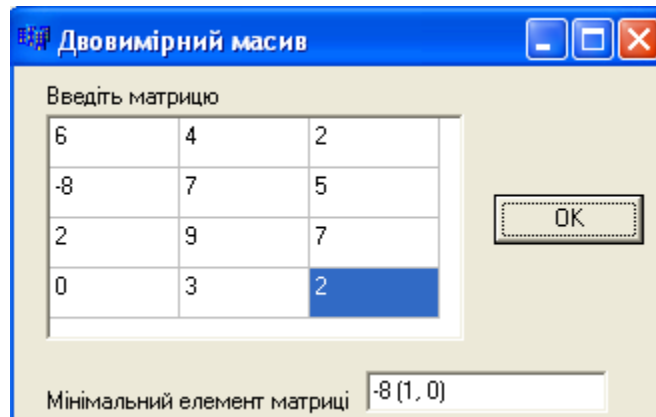 Двовимірний масив
Введіть матрицю
6 4 2
-8 7 5
OK
2 9 7
0 3 2
Мінімальний елемент матриці -8 (1, 0)